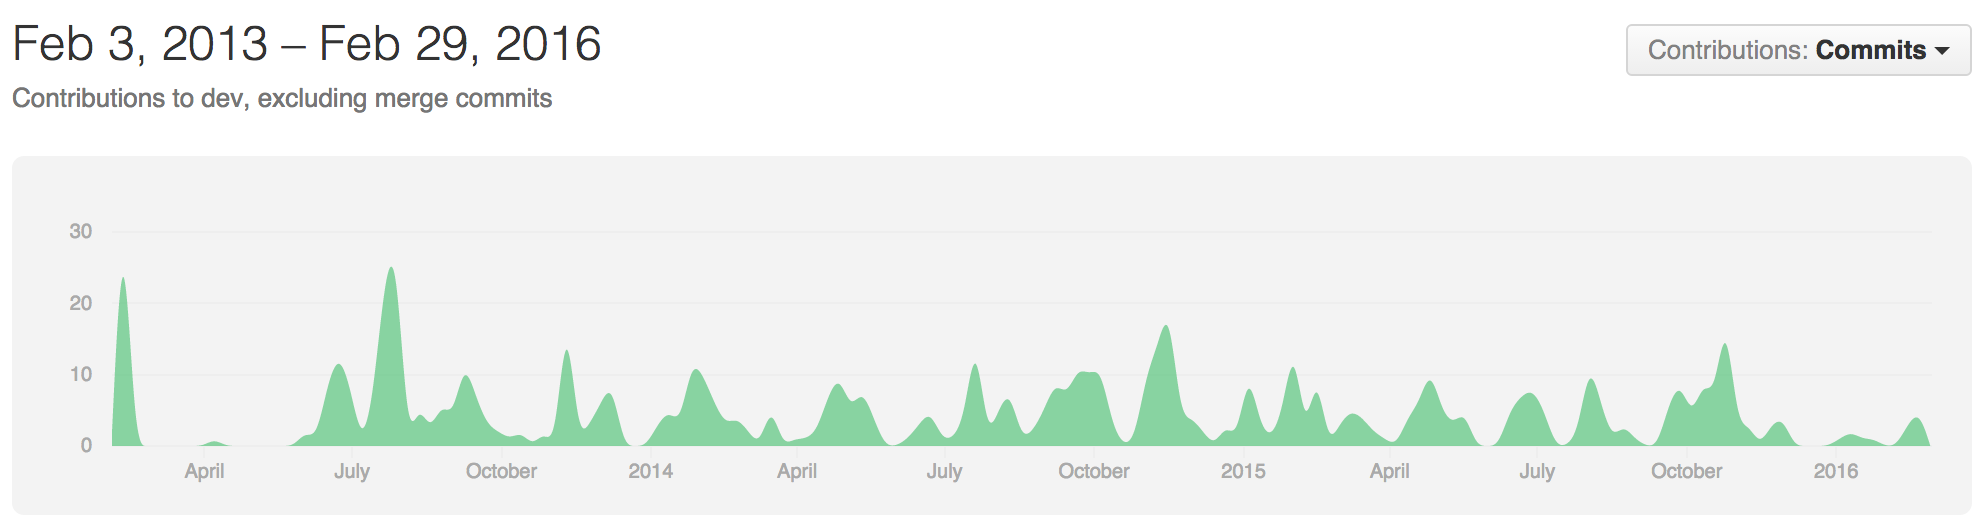 Feb 3, 2013 – Feb 29, 2016
Contributions: Commits
Contributions to dev, excluding merge commits
30
20
10
0
April July October 2014 April July October 2015 April July October 2016